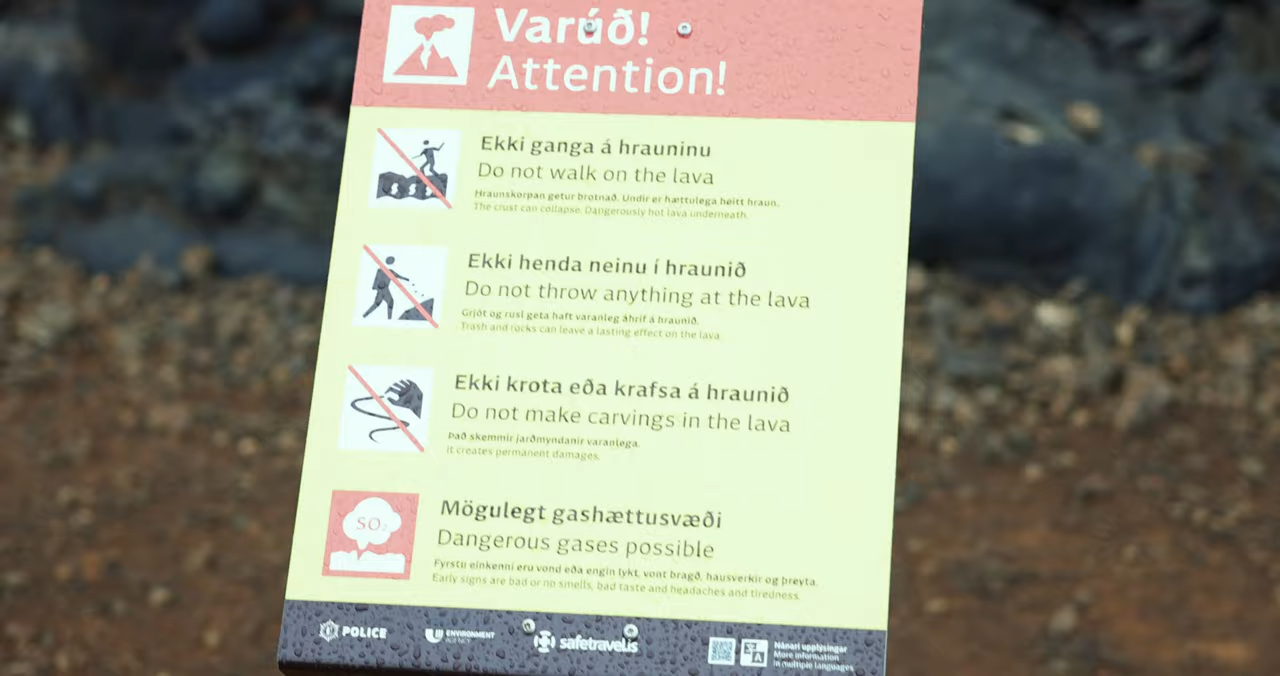 Varúð!
Attention!
Ekki ganga á hrauninu
Do not walk on the lava
Hraunskorpan getur brotnað. Undir er hættulega heitt hraun.
The crust can collapse. Dangerously hot lava underneath.
Ekki henda neinu í hraunið
Do not throw anything at the lava
Grjót og rusl geta haft varanleg áhrif á hraunið.
Trash and rocks can leave a lasting effect on the lava.
Ekki krota eða krafsa á hraunið
Do not make carvings in the lava
Það skemmir jarðmyndanir varanlega.
It creates permanent damages.
SO₂
Mögulegt gashættusvæði
Dangerous gases possible
Fyrstu einkenni eru vond eða engin lykt, vont bragð, hausverkir og þreyta.
Early signs are bad or no smells, bad taste and headaches and tiredness.
POLICE
ENVIRONMENT
AGENCY
safetravel.is
Nánari upplýsingar
More information
in multiple languages